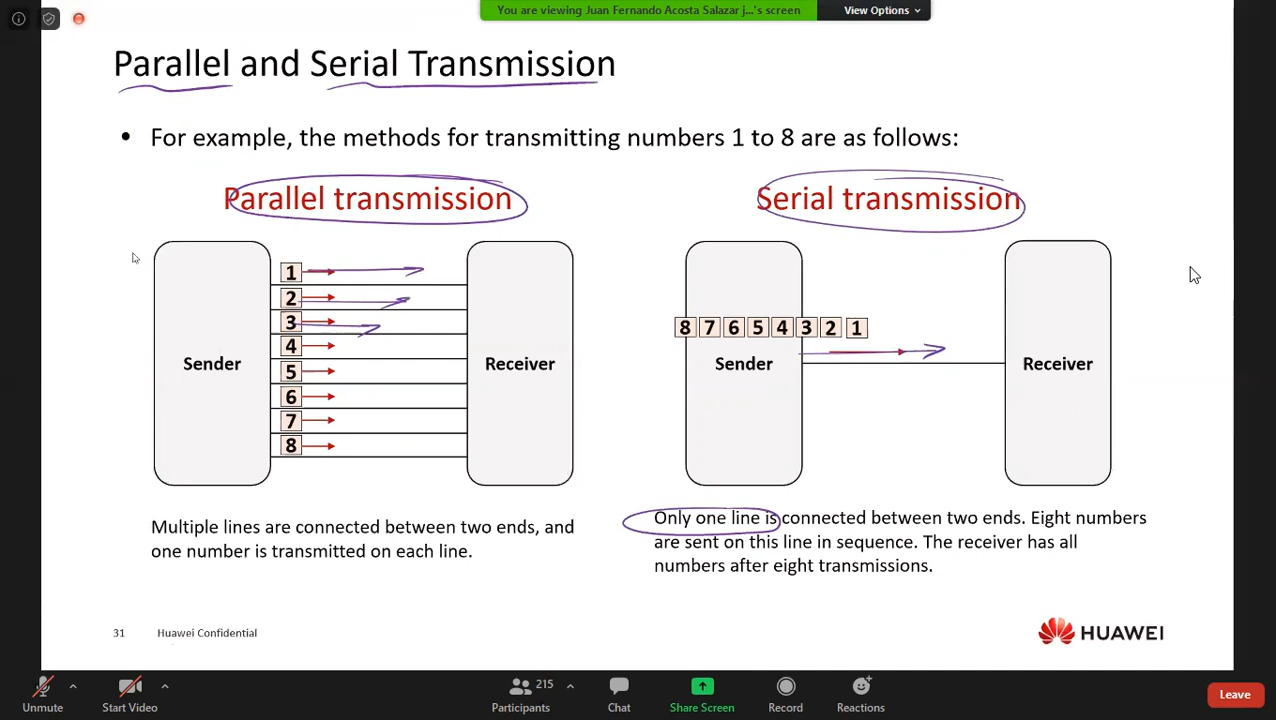 You are viewing Juan Fernando Acosta Salazar j...'s screen
View Options
Parallel and Serial Transmission
• For example, the methods for transmitting numbers 1 to 8 are as follows:
Parallel transmission
Serial transmission
1
2
3
4
5
6
7
8
Sender
Receiver
8 7 6 5 4 3 2 1
Sender
Receiver
Multiple lines are connected between two ends, and
one number is transmitted on each line.
Only one line is connected between two ends. Eight numbers
are sent on this line in sequence. The receiver has all
numbers after eight transmissions.
31 Huawei Confidential
HUAWEI
Unmute
Start Video
215
Participants
Chat
Share Screen
Record
Reactions
Leave